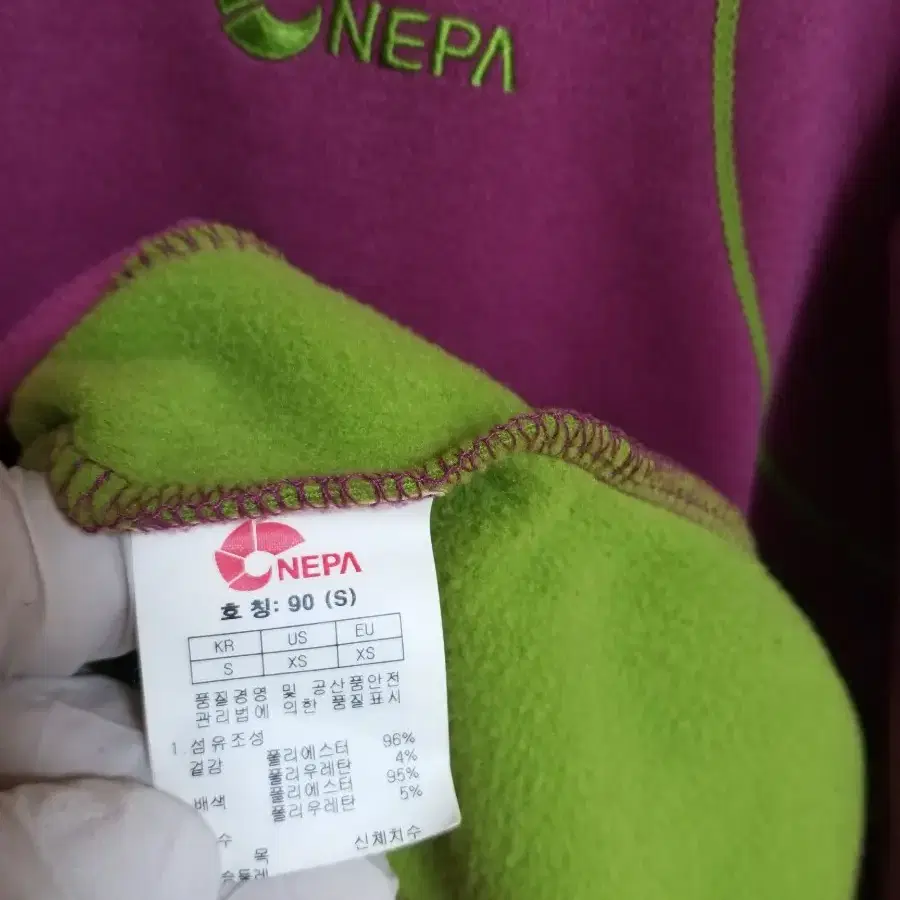 NEPA
NEPA
호 칭: 90 (S)
KR US EU
S XS XS
품질경영 및 공산품안전
관리법에 의한 품질표시
1. 섬유조성
겉감 폴리에스터 96%
폴리우레탄 4%
배색 폴리에스터 95%
폴리우레탄 5%
수 신체치수
목